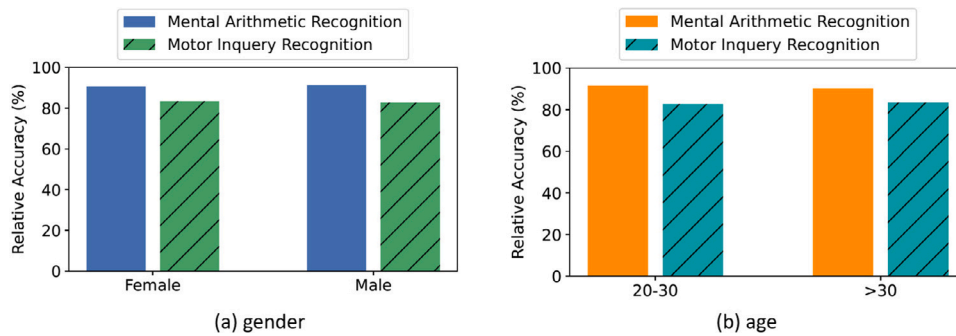 Mental Arithmetic Recognition
Motor Inquery Recognition
Relative Accuracy (%)
100
80
60
40
20
0
Female
Male
(a) gender
Mental Arithmetic Recognition
Motor Inquery Recognition
Relative Accuracy (%)
100
80
60
40
20
0
20-30
>30
(b) age